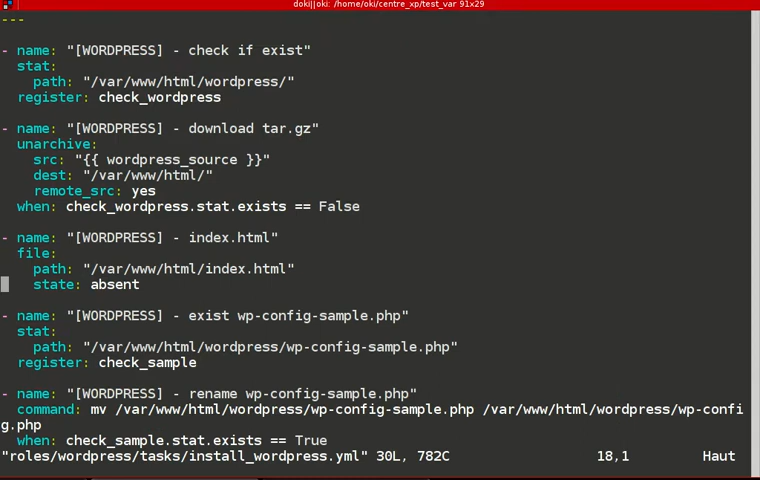 doki||oki: /home/oki/centre_xp/test_var 91x29
---
- name: "[WORDPRESS] - check if exist"
  stat:
    path: "/var/www/html/wordpress/"
  register: check_wordpress
- name: "[WORDPRESS] - download tar.gz"
  unarchive:
    src: "{{ wordpress_source }}"
    dest: "/var/www/html/"
    remote_src: yes
  when: check_wordpress.stat.exists == False
- name: "[WORDPRESS] - index.html"
  file:
    path: "/var/www/html/index.html"
    state: absent
- name: "[WORDPRESS] - exist wp-config-sample.php"
  stat:
    path: "/var/www/html/wordpress/wp-config-sample.php"
  register: check_sample
- name: "[WORDPRESS] - rename wp-config-sample.php"
  command: mv /var/www/html/wordpress/wp-config-sample.php /var/www/html/wordpress/wp-confi
g.php
  when: check_sample.stat.exists == True
"roles/wordpress/tasks/install_wordpress.yml" 30L, 782C 18,1 Haut